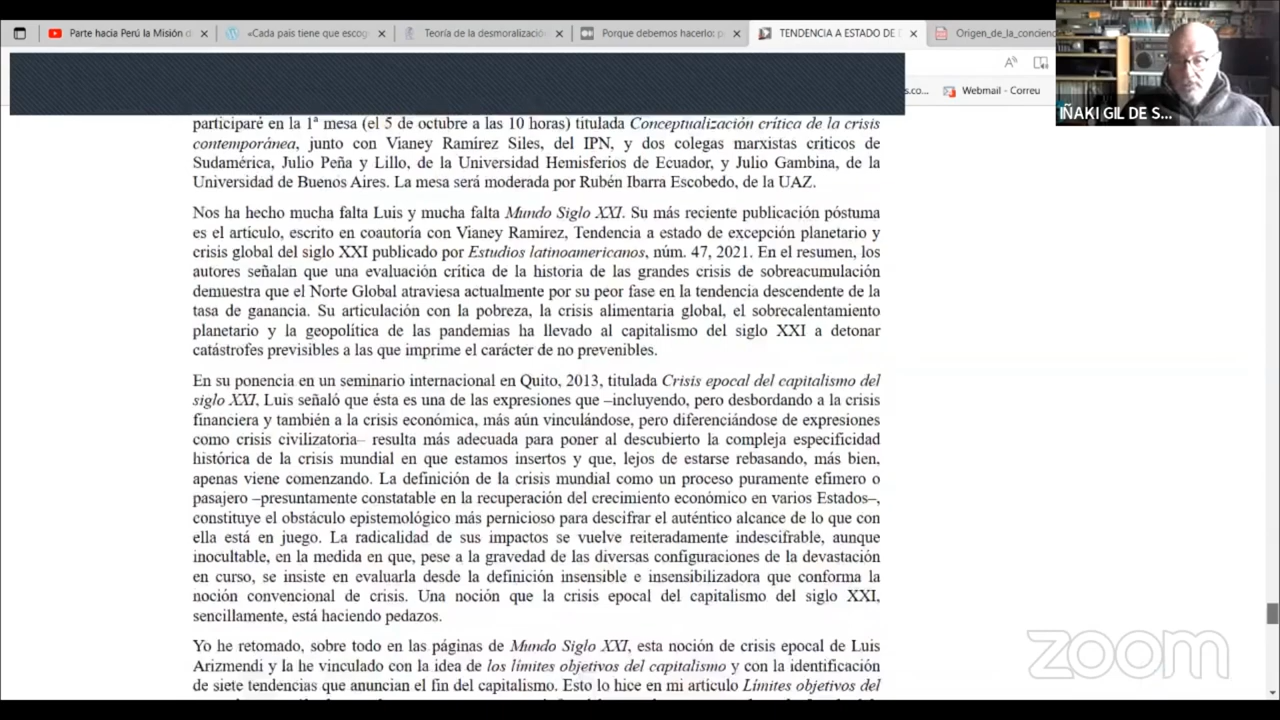 Parte hacia Perú la Misión d
«Cada país tiene que escog
Teoría de la desmoralizació
Porque debemos hacerlo: p
TENDENCIA A ESTADO DE
Origen_de_la_concienc
s.co...
Webmail - Correu
IÑAKI GIL DE S...
participaré en la 1ª mesa (el 5 de octubre a las 10 horas) titulada Conceptualización crítica de la crisis
contemporánea, junto con Vianey Ramírez Siles, del IPN, y dos colegas marxistas críticos de
Sudamérica, Julio Peña y Lillo, de la Universidad Hemisferios de Ecuador, y Julio Gambina, de la
Universidad de Buenos Aires. La mesa será moderada por Rubén Ibarra Escobedo, de la UAZ.
Nos ha hecho mucha falta Luis y mucha falta Mundo Siglo XXI. Su más reciente publicación póstuma
es el artículo, escrito en coautoría con Vianey Ramírez, Tendencia a estado de excepción planetario y
crisis global del siglo XXI publicado por Estudios latinoamericanos, núm. 47, 2021. En el resumen, los
autores señalan que una evaluación crítica de la historia de las grandes crisis de sobreacumulación
demuestra que el Norte Global atraviesa actualmente por su peor fase en la tendencia descendente de la
tasa de ganancia. Su articulación con la pobreza, la crisis alimentaria global, el sobrecalentamiento
planetario y la geopolítica de las pandemias ha llevado al capitalismo del siglo XXI a detonar
catástrofes previsibles a las que imprime el carácter de no prevenibles.
En su ponencia en un seminario internacional en Quito, 2013, titulada Crisis epocal del capitalismo del
siglo XXI, Luis señaló que ésta es una de las expresiones que –incluyendo, pero desbordando a la crisis
financiera y también a la crisis económica, más aún vinculándose, pero diferenciándose de expresiones
como crisis civilizatoria– resulta más adecuada para poner al descubierto la compleja especificidad
histórica de la crisis mundial en que estamos insertos y que, lejos de estarse rebasando, más bien,
apenas viene comenzando. La definición de la crisis mundial como un proceso puramente efímero o
pasajero –presuntamente constatable en la recuperación del crecimiento económico en varios Estados–,
constituye el obstáculo epistemológico más pernicioso para descifrar el auténtico alcance de lo que con
ella está en juego. La radicalidad de sus impactos se vuelve reiteradamente indescifrable, aunque
inocultable, en la medida en que, pese a la gravedad de las diversas configuraciones de la devastación
en curso, se insiste en evaluarla desde la definición insensible e insensibilizadora que conforma la
noción convencional de crisis. Una noción que la crisis epocal del capitalismo del siglo XXI,
sencillamente, está haciendo pedazos.
Yo he retomado, sobre todo en las páginas de Mundo Siglo XXI, esta noción de crisis epocal de Luis
Arizmendi y la he vinculado con la idea de los límites objetivos del capitalismo y con la identificación
de siete tendencias que anuncian el fin del capitalismo. Esto lo hice en mi artículo Límites objetivos del
zoom